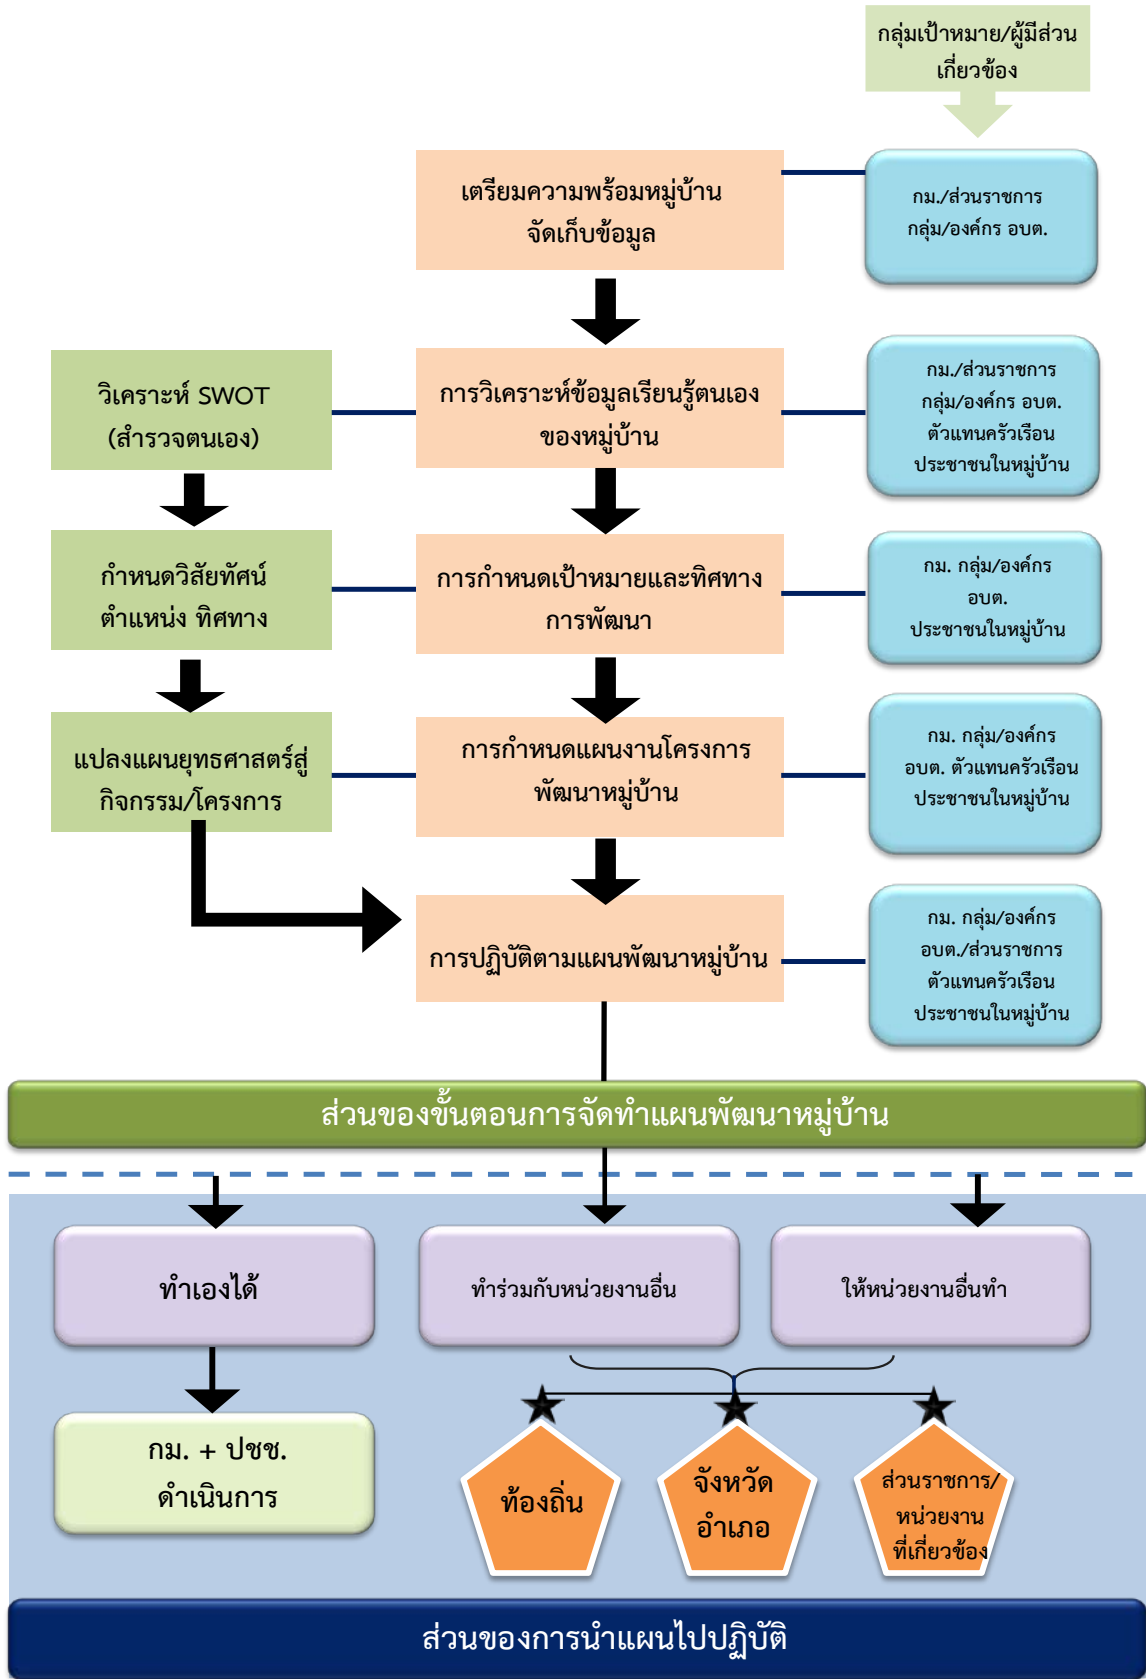 กลุ่มเป้าหมาย/ผู้มีส่วน
เกี่ยวข้อง
เตรียมความพร้อมหมู่บ้าน
จัดเก็บข้อมูล
กม./ส่วนราชการ
กลุ่ม/องค์กร อบต.
วิเคราะห์ SWOT
(สำรวจตนเอง)
การวิเคราะห์ข้อมูลเรียนรู้ตนเอง
ของหมู่บ้าน
กม./ส่วนราชการ
กลุ่ม/องค์กร อบต.
ตัวแทนครัวเรือน
ประชาชนในหมู่บ้าน
กำหนดวิสัยทัศน์
ตำแหน่ง ทิศทาง
การกำหนดเป้าหมายและทิศทาง
การพัฒนา
กม. กลุ่ม/องค์กร
อบต.
ประชาชนในหมู่บ้าน
แปลงแผนยุทธศาสตร์สู่
กิจกรรม/โครงการ
การกำหนดแผนงานโครงการ
พัฒนาหมู่บ้าน
กม. กลุ่ม/องค์กร
อบต. ตัวแทนครัวเรือน
ประชาชนในหมู่บ้าน
การปฏิบัติตามแผนพัฒนาหมู่บ้าน
กม. กลุ่ม/องค์กร
อบต./ส่วนราชการ
ตัวแทนครัวเรือน
ประชาชนในหมู่บ้าน
ส่วนของขั้นตอนการจัดทำแผนพัฒนาหมู่บ้าน
ทำเองได้
ทำร่วมกับหน่วยงานอื่น
ให้หน่วยงานอื่นทำ
กม. + ปชช.
ดำเนินการ
ท้องถิ่น
จังหวัด
อำเภอ
ส่วนราชการ/
หน่วยงาน
ที่เกี่ยวข้อง
ส่วนของการนำแผนไปปฏิบัติ